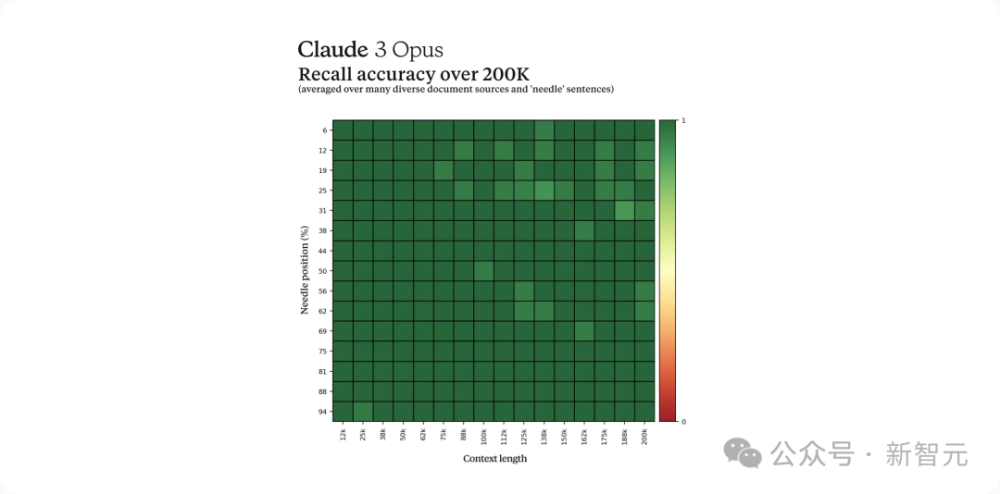 Claude 3 Opus
Recall accuracy over 200K
(averaged over many diverse document sources and 'needle' sentences)
1
6
12
19
25
31
38
44
50
56
62
69
75
81
88
94
0
Needle position (%)
12k 25k 38k 50k 62k 75k 88k 100k 112k 125k 138k 150k 162k 175k 188k 200k
Context length
公众号 · 新智元